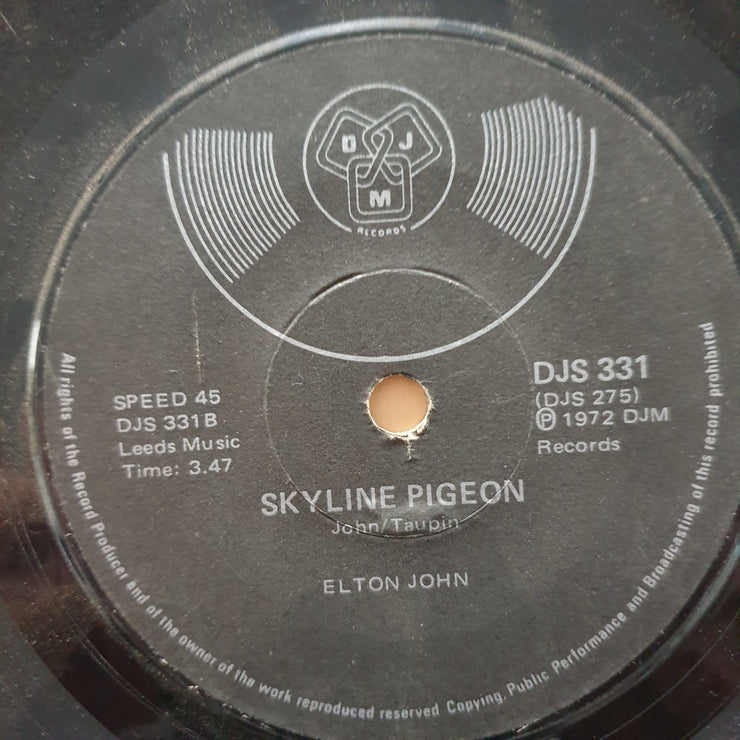 D J
M
RECORDS
SPEED 45
DJS 331B
Leeds Music
Time: 3.47
DJS 331
(DJS 275)
Ⓟ 1972 DJM
Records
SKYLINE PIGEON
John/Taupin
ELTON JOHN
All rights of the Record Producer and of the owner of the work reproduced reserved Copying, Public Performance and Broadcasting of this record prohibited